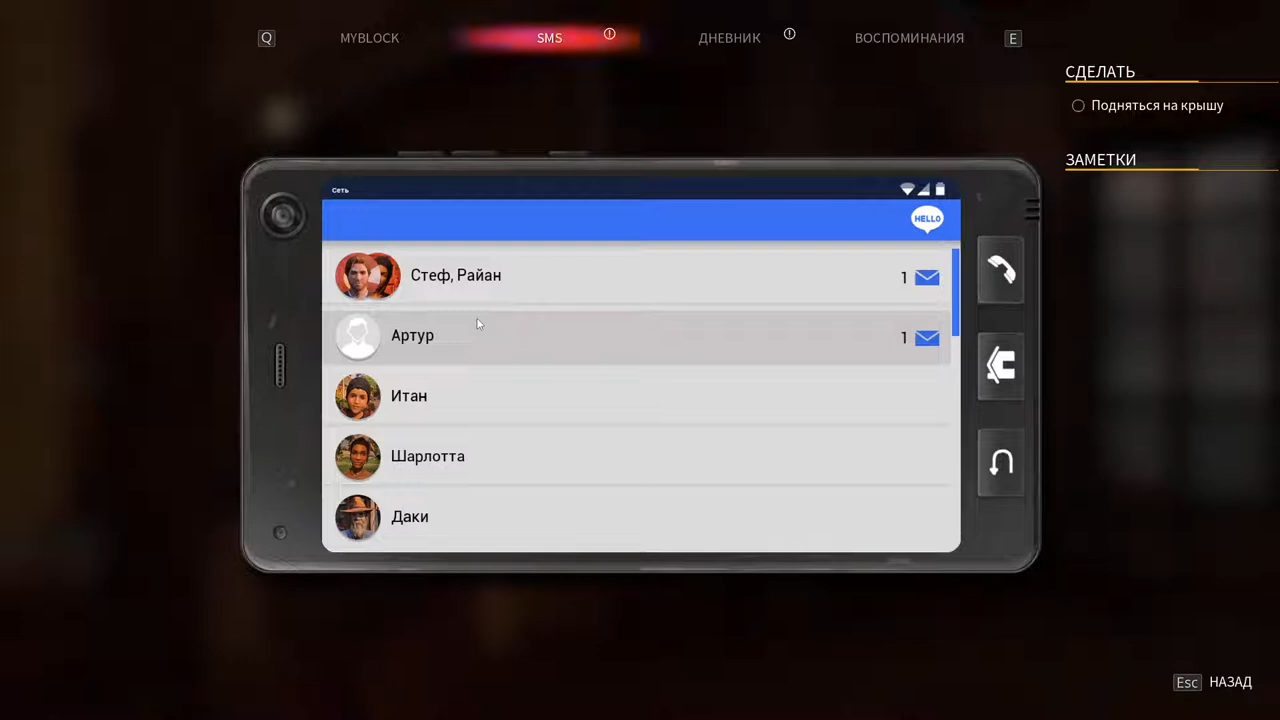 Q
MYBLOCK
SMS
ДНЕВНИК
ВОСПОМИНАНИЯ
E
СДЕЛАТЬ
Подняться на крышу
ЗАМЕТКИ
Сеть
HELLO
Стеф, Райан
1
Артур
1
Итан
Шарлотта
Даки
Esc НАЗАД